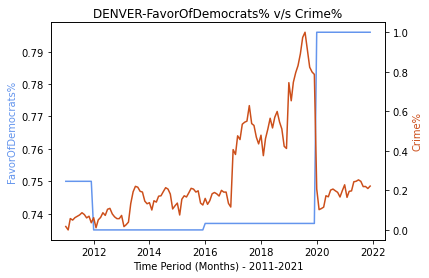 DENVER-FavorOfDemocrats% v/s Crime%
FavorOfDemocrats%
0.79
0.78
0.77
0.76
0.75
0.74
1.0
0.8
0.6
0.4
0.2
0.0
Crime%
2012 2014 2016 2018 2020 2022
Time Period (Months) - 2011-2021